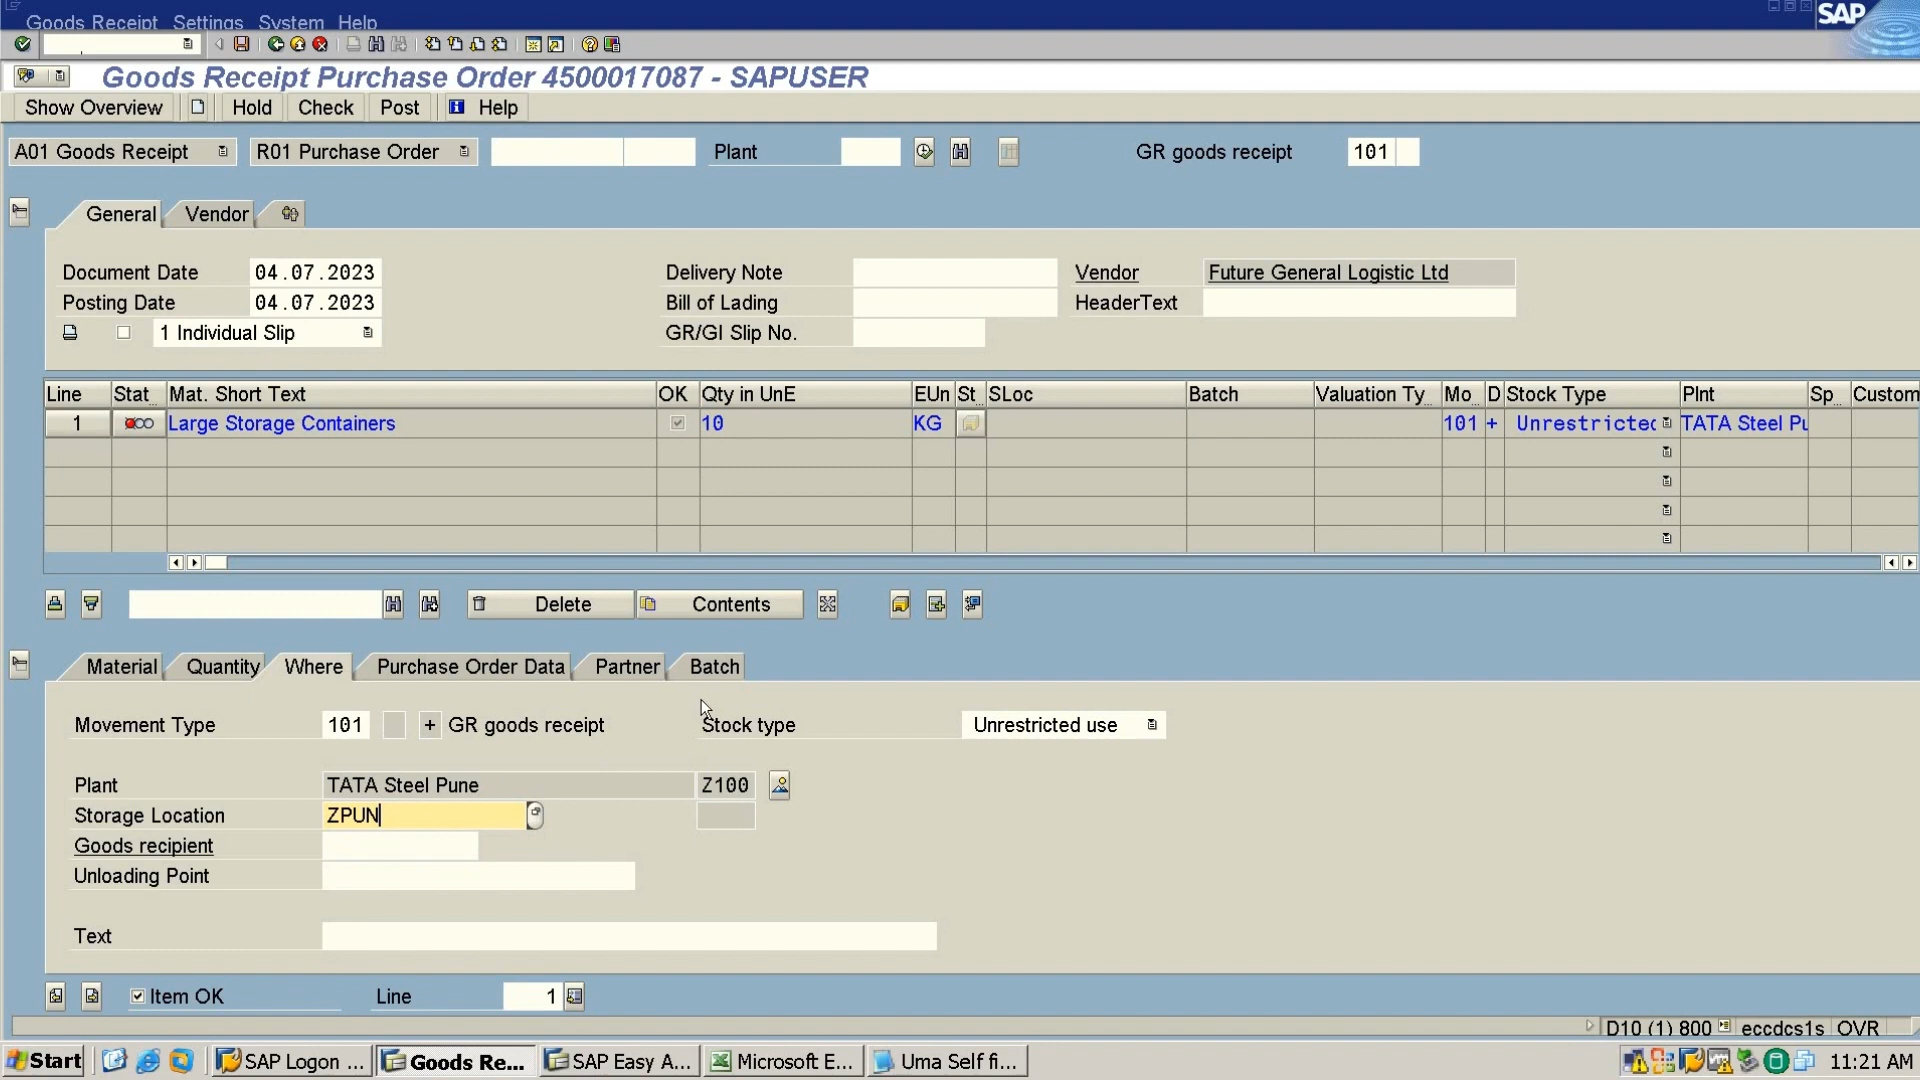 Goods Receipt Settings System Help
SAP
Goods Receipt Purchase Order 4500017087 - SAPUSER
Show Overview Hold Check Post Help
A01 Goods Receipt R01 Purchase Order Plant GR goods receipt 101
General Vendor
Document Date 04.07.2023 Delivery Note Vendor Future General Logistic Ltd
Posting Date 04.07.2023 Bill of Lading HeaderText
1 Individual Slip GR/GI Slip No.
Line Stat Mat. Short Text OK Qty in UnE EUn St SLoc Batch Valuation Ty Mo D Stock Type Plnt Sp Custom
1 Large Storage Containers 10 KG 101 + Unrestricted TATA Steel Pu
Delete Contents
Material Quantity Where Purchase Order Data Partner Batch
Movement Type 101 + GR goods receipt Stock type Unrestricted use
Plant TATA Steel Pune Z100
Storage Location ZPUN
Goods recipient
Unloading Point
Text
Item OK Line 1
D10 (1) 800 eccdcs1s OVR
Start SAP Logon ... Goods Re... SAP Easy A... Microsoft E... Uma Self fi... 11:21 AM